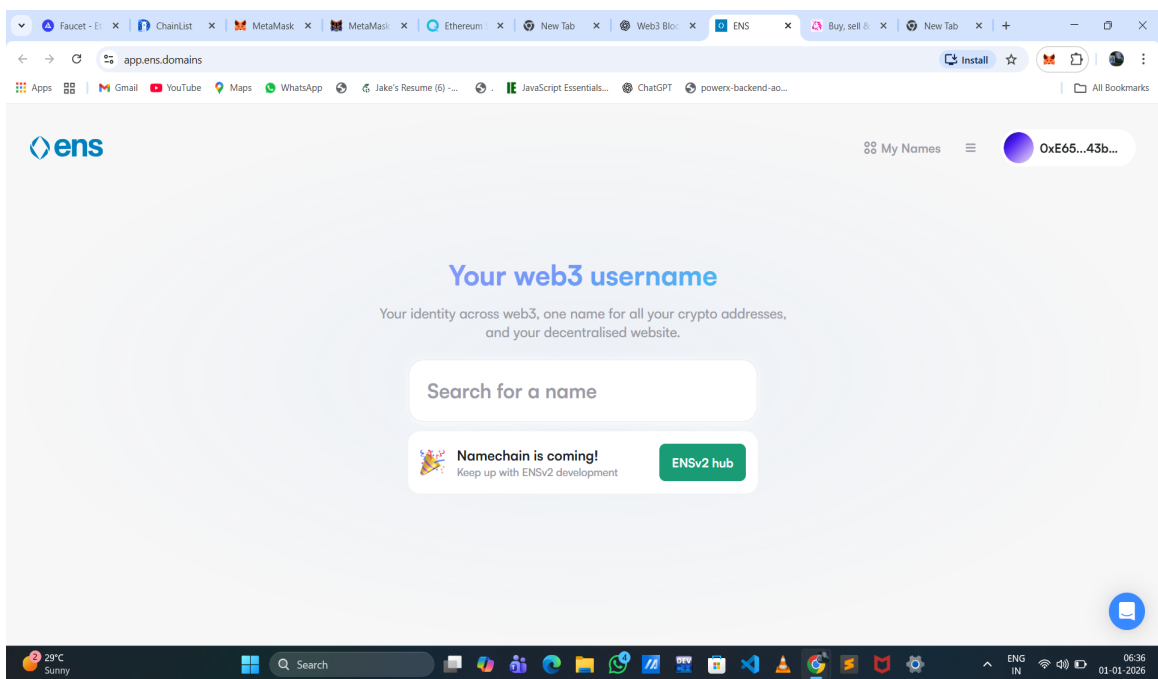 Faucet - Et
ChainList
MetaMask
MetaMask
Ethereum S
New Tab
Web3 Bloc
ENS
Buy, sell &
New Tab
app.ens.domains
Install
Apps
Gmail
YouTube
Maps
WhatsApp
Jake's Resume (6) -...
.
JavaScript Essentials...
ChatGPT
powerx-backend-ao...
All Bookmarks
ens
My Names
0xE65...43b...
Your web3 username
Your identity across web3, one name for all your crypto addresses,
and your decentralised website.
Search for a name
Namechain is coming!
Keep up with ENSv2 development
ENSv2 hub
2
29°C
Sunny
Search
4
DEV
ENG
IN
06:36
01-01-2026